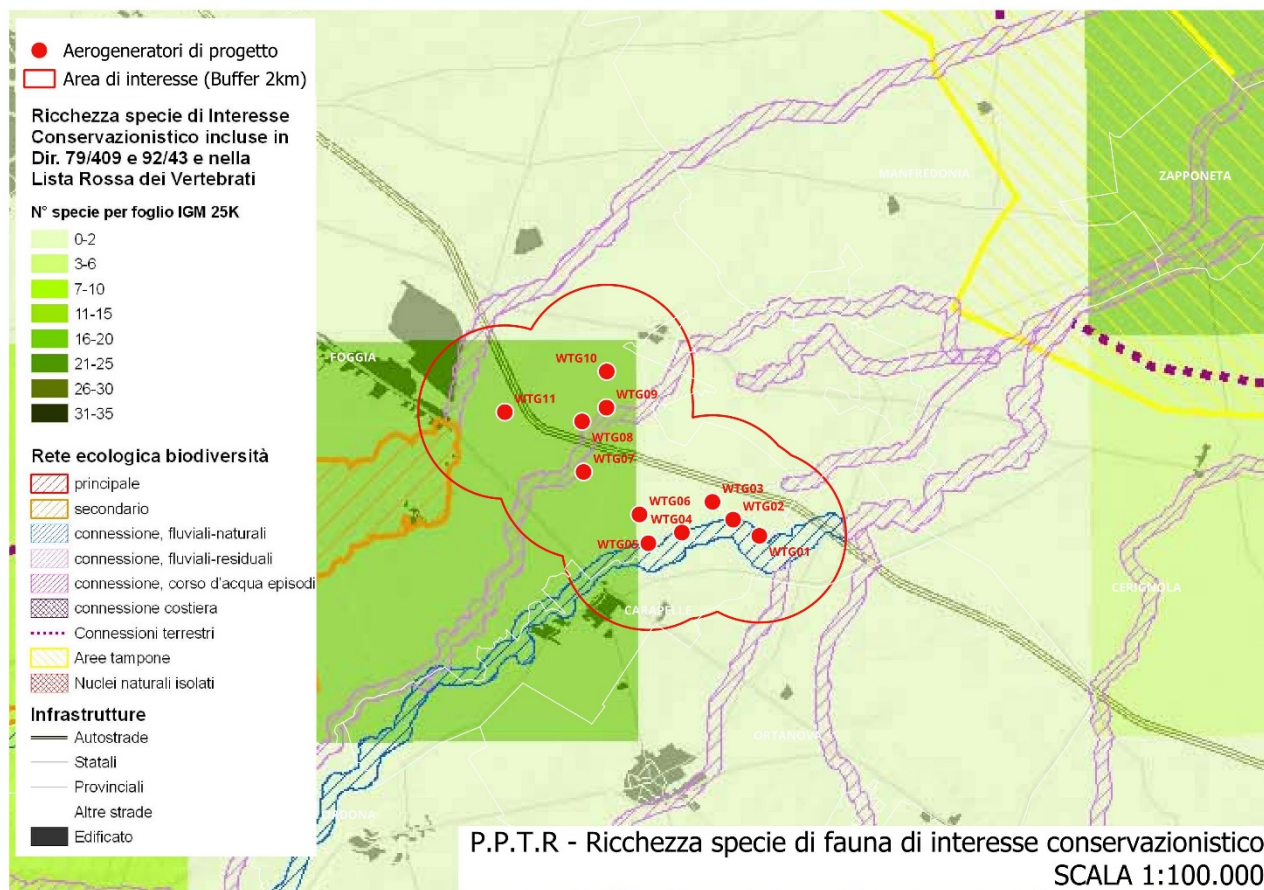 Aerogeneratori di progetto
Area di interesse (Buffer 2km)
Ricchezza specie di Interesse
Conservazionistico incluse in
Dir. 79/409 e 92/43 e nella
Lista Rossa dei Vertebrati
N° specie per foglio IGM 25K
0-2
3-6
7-10
11-15
16-20
21-25
26-30
31-35
Rete ecologica biodiversità
principale
secondario
connessione, fluviali-naturali
connessione, fluviali-residuali
connessione, corso d'acqua episodi
connessione costiera
Connessioni terrestri
Aree tampone
Nuclei naturali isolati
Infrastrutture
Autostrade
Statali
Provinciali
Altre strade
Edificato
MANFREDONIA
ZAPPONETA
FOGGIA
WTG10
WTG11
WTG09
WTG08
WTG07
WTG03
WTG06
WTG02
WTG04
WTG05
WTG01
CARAPELLE
CERIGNOLA
ORTANOVA
P.P.T.R - Ricchezza specie di fauna di interesse conservazionistico
SCALA 1:100.000